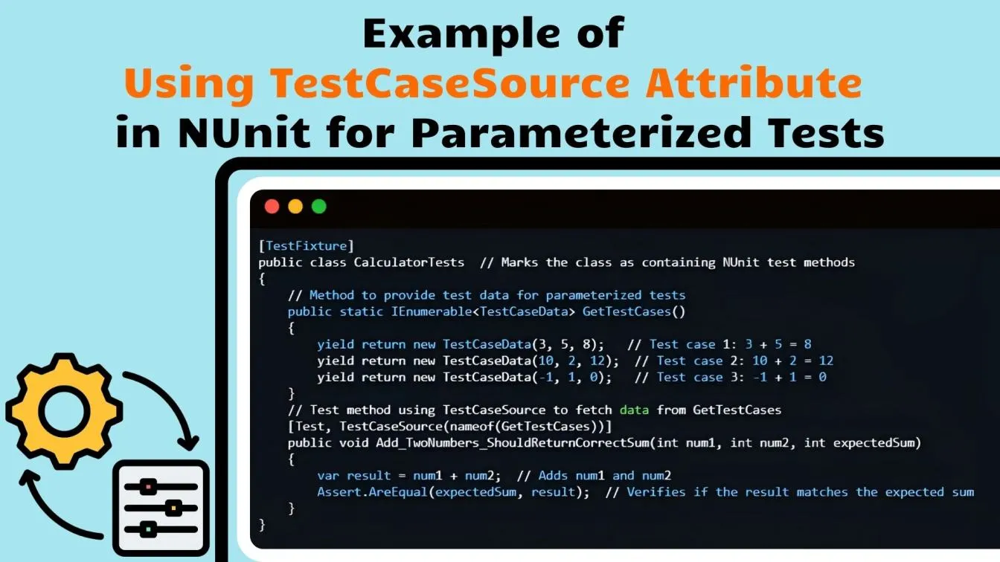 Example of
Using TestCaseSource Attribute
in NUnit for Parameterized Tests
[TestFixture]
public class CalculatorTests  // Marks the class as containing NUnit test methods
{
    // Method to provide test data for parameterized tests
    public static IEnumerable<TestCaseData> GetTestCases()
    {
        yield return new TestCaseData(3, 5, 8);   // Test case 1: 3 + 5 = 8
        yield return new TestCaseData(10, 2, 12);  // Test case 2: 10 + 2 = 12
        yield return new TestCaseData(-1, 1, 0);   // Test case 3: -1 + 1 = 0
    }
    // Test method using TestCaseSource to fetch data from GetTestCases
    [Test, TestCaseSource(nameof(GetTestCases))]
    public void Add_TwoNumbers_ShouldReturnCorrectSum(int num1, int num2, int expectedSum)
    {
        var result = num1 + num2;  // Adds num1 and num2
        Assert.AreEqual(expectedSum, result);  // Verifies if the result matches the expected sum
    }
}